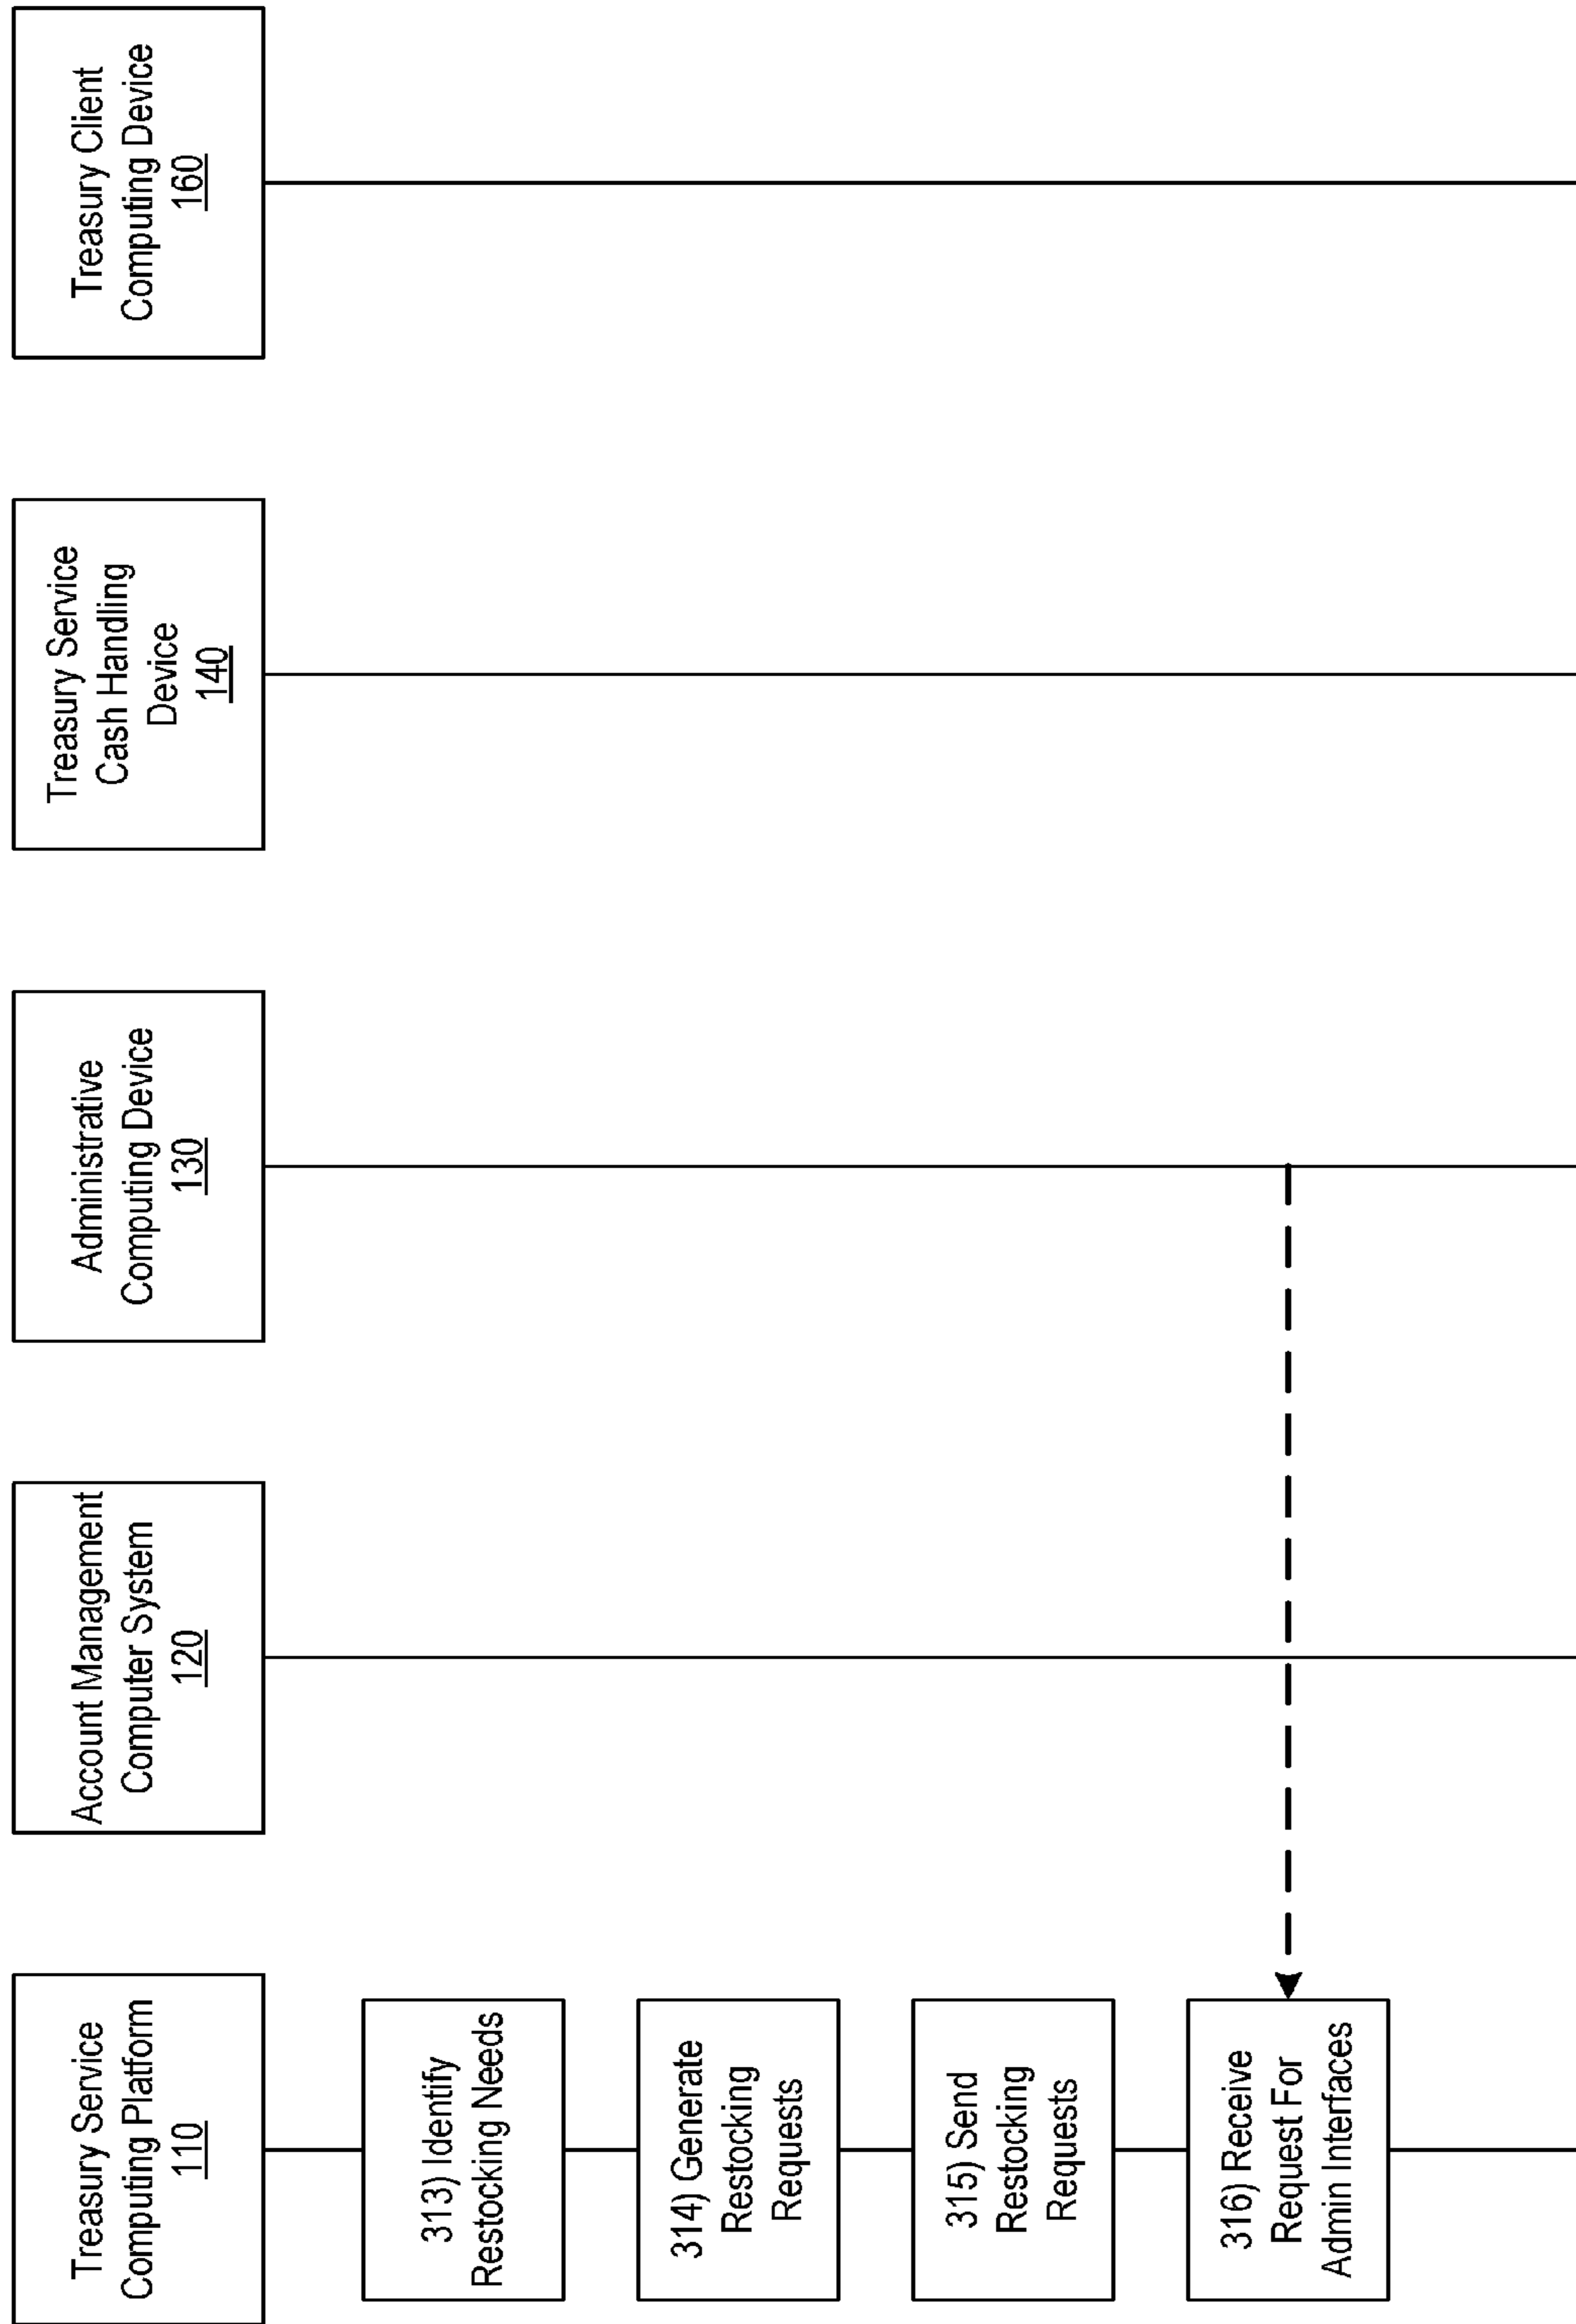 Treasury Service
Computing Platform
110
Account Management
Computer System
120
Administrative
Computing Device
130
Treasury Service
Cash Handling
Device
140
Treasury Client
Computing Device
160
313) Identify
Restocking Needs
314) Generate
Restocking
Requests
315) Send
Restocking
Requests
316) Receive
Request For
Admin Interfaces